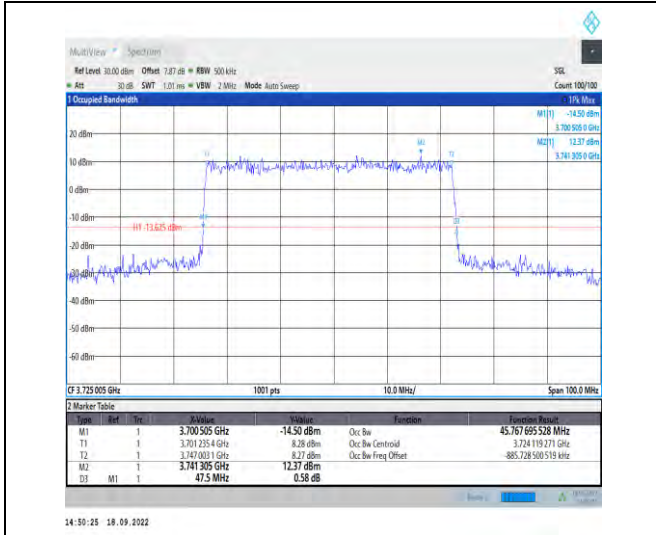 MultiView Spectrum
Ref Level 30.00 dBm Offset 7.87 dB RBW 500 kHz SGL
Att 30 dB SWT 1.01 ms VBW 2 MHz Mode Auto Sweep Count 100/100
1 Occupied Bandwidth 1Pk Max
M1[1] -14.50 dBm
3.700 505 0 GHz
M2[1] 12.37 dBm
3.741 305 0 GHz
20 dBm
M2
T1 T2
10 dBm
0 dBm
-10 dBm
M1 D3
H1 -13.625 dBm
-20 dBm
-30 dBm
-40 dBm
-50 dBm
-60 dBm
CF 3.725 005 GHz 1001 pts 10.0 MHz/ Span 100.0 MHz
2 Marker Table
Type Ref Trc X-Value Y-Value Function Function Result
M1 1 3.700 505 GHz -14.50 dBm Occ Bw 45.767 695 528 MHz
T1 1 3.701 235 4 GHz 8.28 dBm Occ Bw Centroid 3.724 119 271 GHz
T2 1 3.747 003 1 GHz 8.27 dBm Occ Bw Freq Offset -885.728 500 519 kHz
M2 1 3.741 305 GHz 12.37 dBm
D3 M1 1 47.5 MHz 0.58 dB
14:50:25 18.09.2022